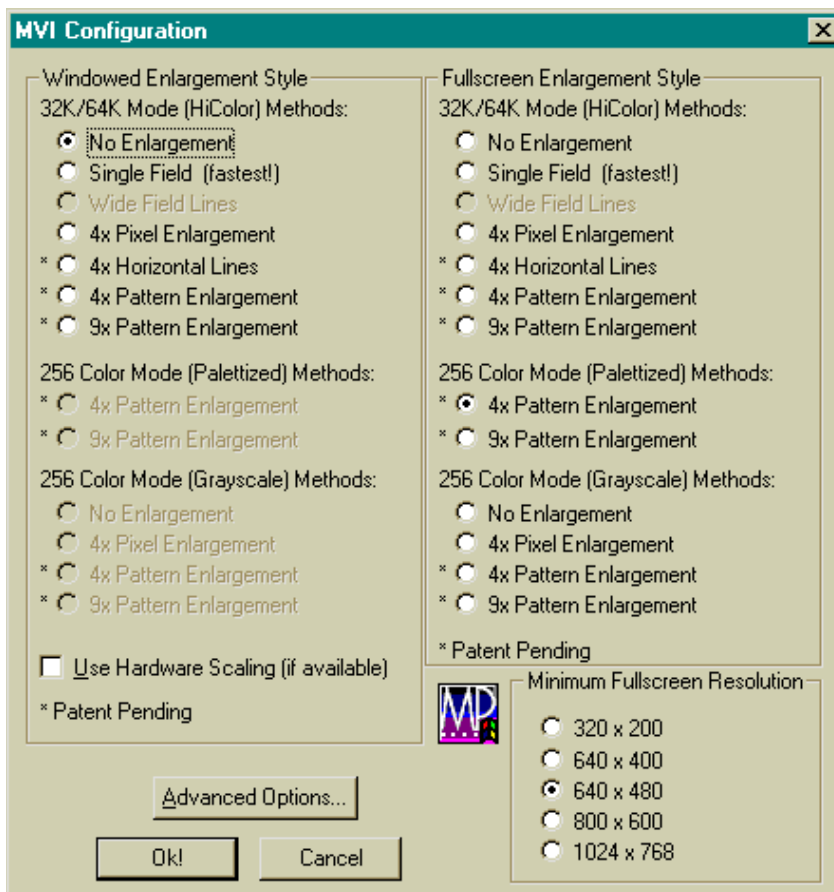 MVI Configuration
Windowed Enlargement Style
32K/64K Mode (HiColor) Methods:
No Enlargement
Single Field (fastest!)
Wide Field Lines
4x Pixel Enlargement
* 4x Horizontal Lines
* 4x Pattern Enlargement
* 9x Pattern Enlargement
256 Color Mode (Palettized) Methods:
* 4x Pattern Enlargement
* 9x Pattern Enlargement
256 Color Mode (Grayscale) Methods:
No Enlargement
4x Pixel Enlargement
* 4x Pattern Enlargement
* 9x Pattern Enlargement
Use Hardware Scaling (if available)
* Patent Pending
Fullscreen Enlargement Style
32K/64K Mode (HiColor) Methods:
No Enlargement
Single Field (fastest!)
Wide Field Lines
4x Pixel Enlargement
* 4x Horizontal Lines
* 4x Pattern Enlargement
* 9x Pattern Enlargement
256 Color Mode (Palettized) Methods:
* 4x Pattern Enlargement
* 9x Pattern Enlargement
256 Color Mode (Grayscale) Methods:
No Enlargement
4x Pixel Enlargement
* 4x Pattern Enlargement
* 9x Pattern Enlargement
* Patent Pending
MP
Minimum Fullscreen Resolution
320 x 200
640 x 400
640 x 480
800 x 600
1024 x 768
Advanced Options...
Ok!
Cancel